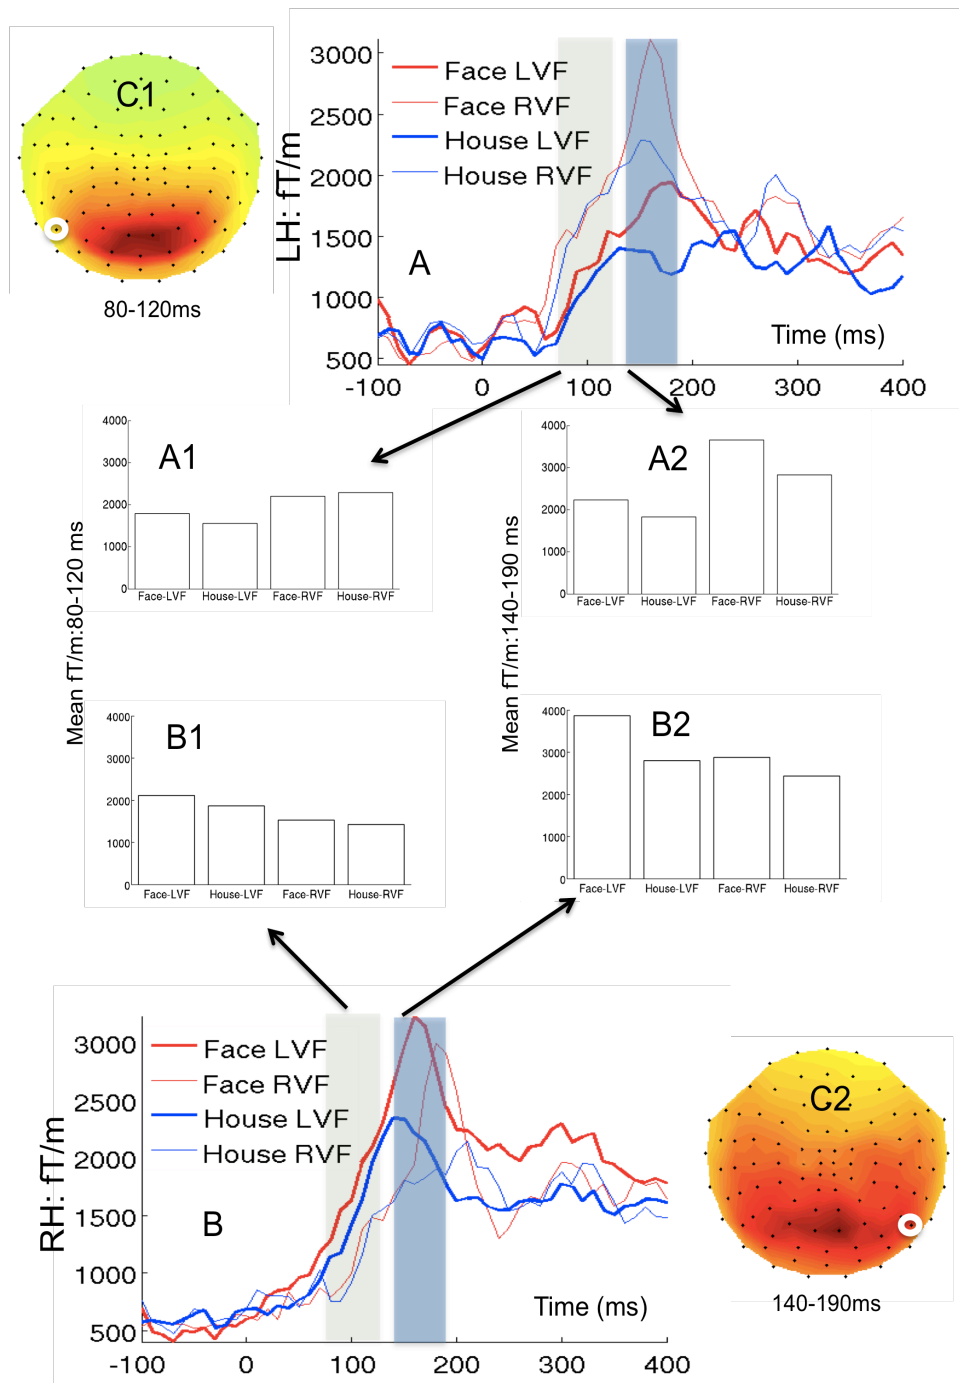 C1
80-120ms
LH: fT/m
3000
2500
2000
1500
1000
500
Face LVF
Face RVF
House LVF
House RVF
A
Time (ms)
-100
0
100
200
300
400
Mean fT/m:80-120 ms
A1
4000
3000
2000
1000
0
Face-LVF
House-LVF
Face-RVF
House-RVF
Mean fT/m:140-190 ms
A2
4000
3000
2000
1000
0
Face-LVF
House-LVF
Face-RVF
House-RVF
B1
4000
3000
2000
1000
0
Face-LVF
House-LVF
Face-RVF
House-RVF
B2
4000
3000
2000
1000
0
Face-LVF
House-LVF
Face-RVF
House-RVF
RH: fT/m
3000
2500
2000
1500
1000
500
Face LVF
Face RVF
House LVF
House RVF
B
Time (ms)
-100
0
100
200
300
400
C2
140-190ms